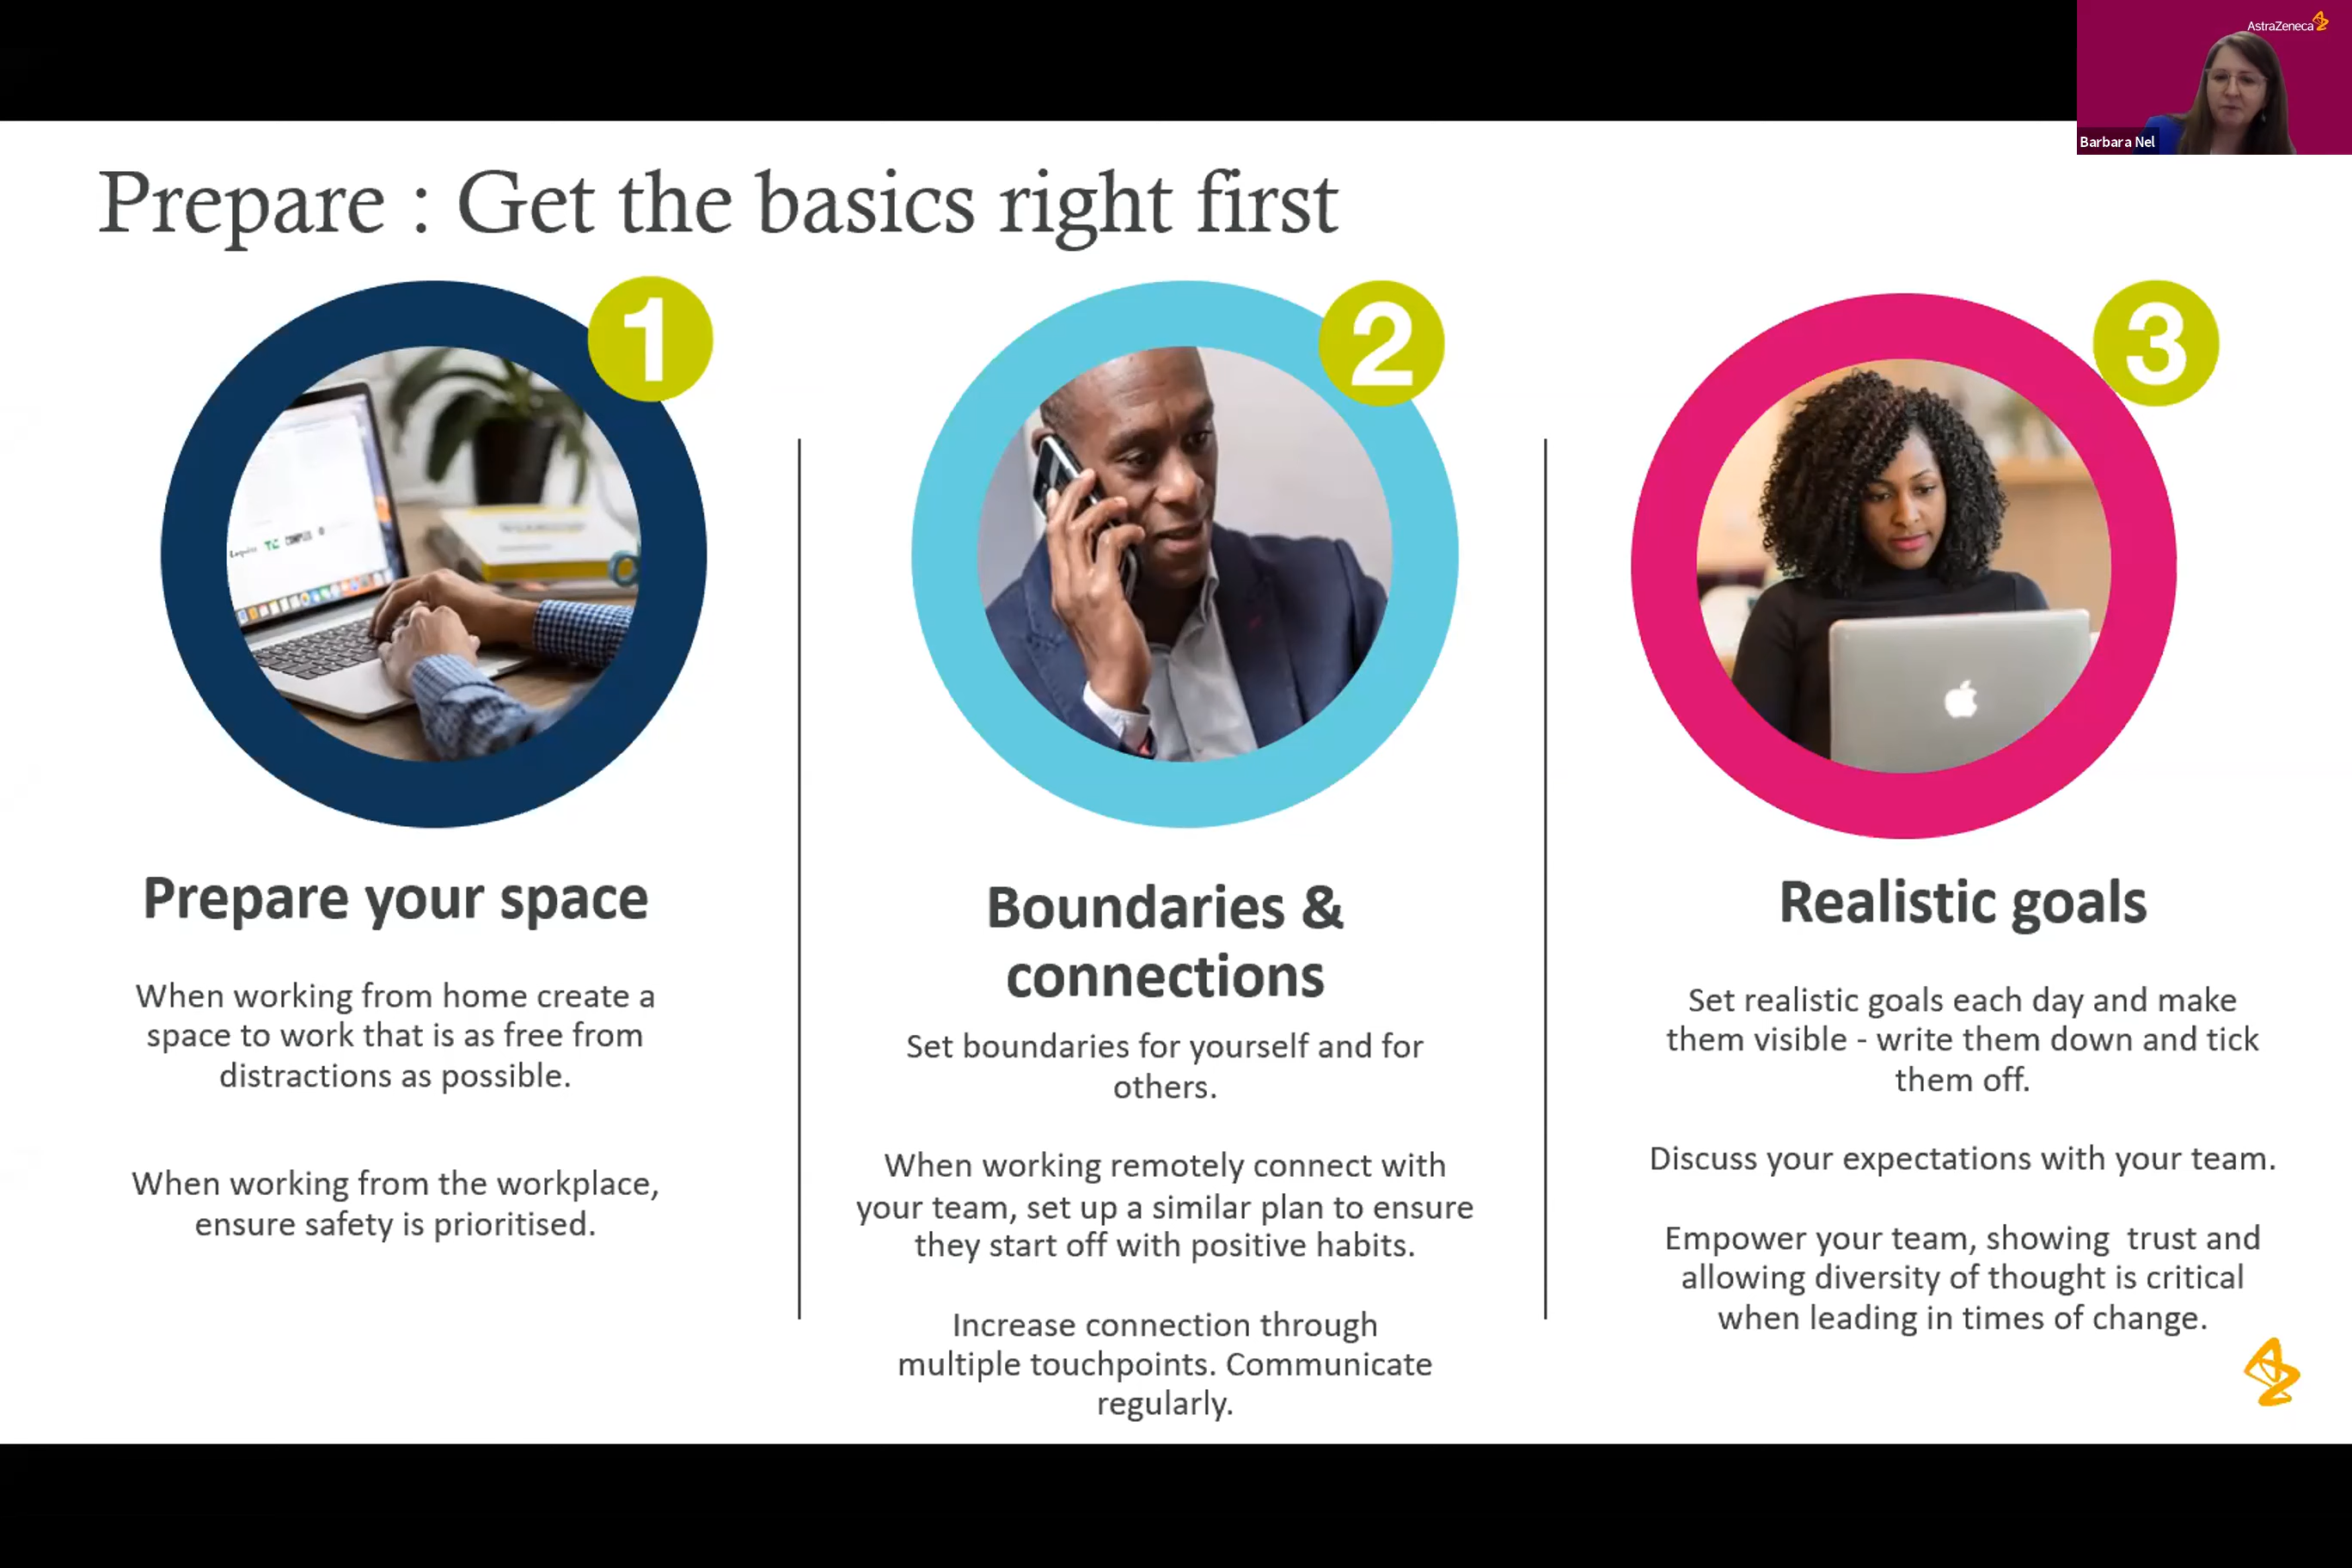 AstraZeneca
Barbara Nel
Prepare : Get the basics right first
1
Prepare your space
When working from home create a
space to work that is as free from
distractions as possible.
When working from the workplace,
ensure safety is prioritised.
2
Boundaries &
connections
Set boundaries for yourself and for
others.
When working remotely connect with
your team, set up a similar plan to ensure
they start off with positive habits.
Increase connection through
multiple touchpoints. Communicate
regularly.
3
Realistic goals
Set realistic goals each day and make
them visible - write them down and tick
them off.
Discuss your expectations with your team.
Empower your team, showing  trust and
allowing diversity of thought is critical
when leading in times of change.